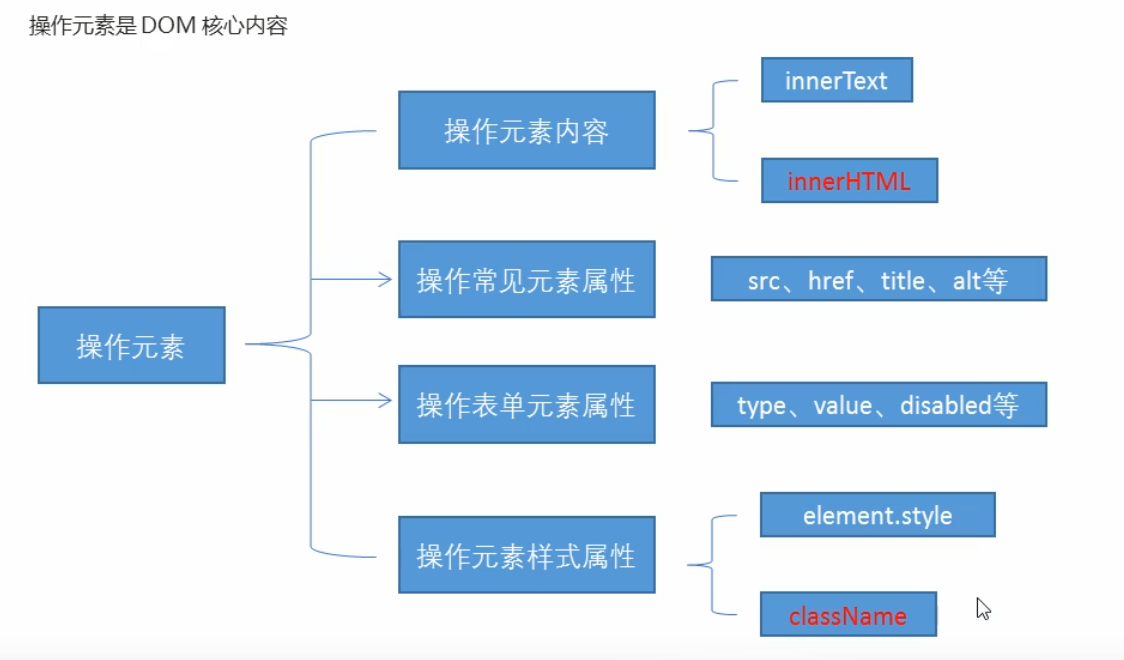 操作元素是 DOM 核心内容
操作元素
操作元素内容
innerText
innerHTML
操作常见元素属性
src、href、title、alt等
操作表单元素属性
type、value、disabled等
操作元素样式属性
element.style
className